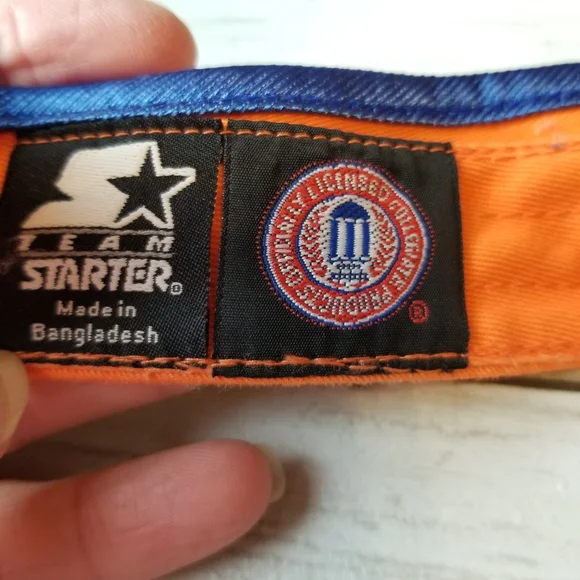 TEAM
STARTER®
Made in
Bangladesh
OFFICIALLY LICENSED COLLEGIATE PRODUCTS
®